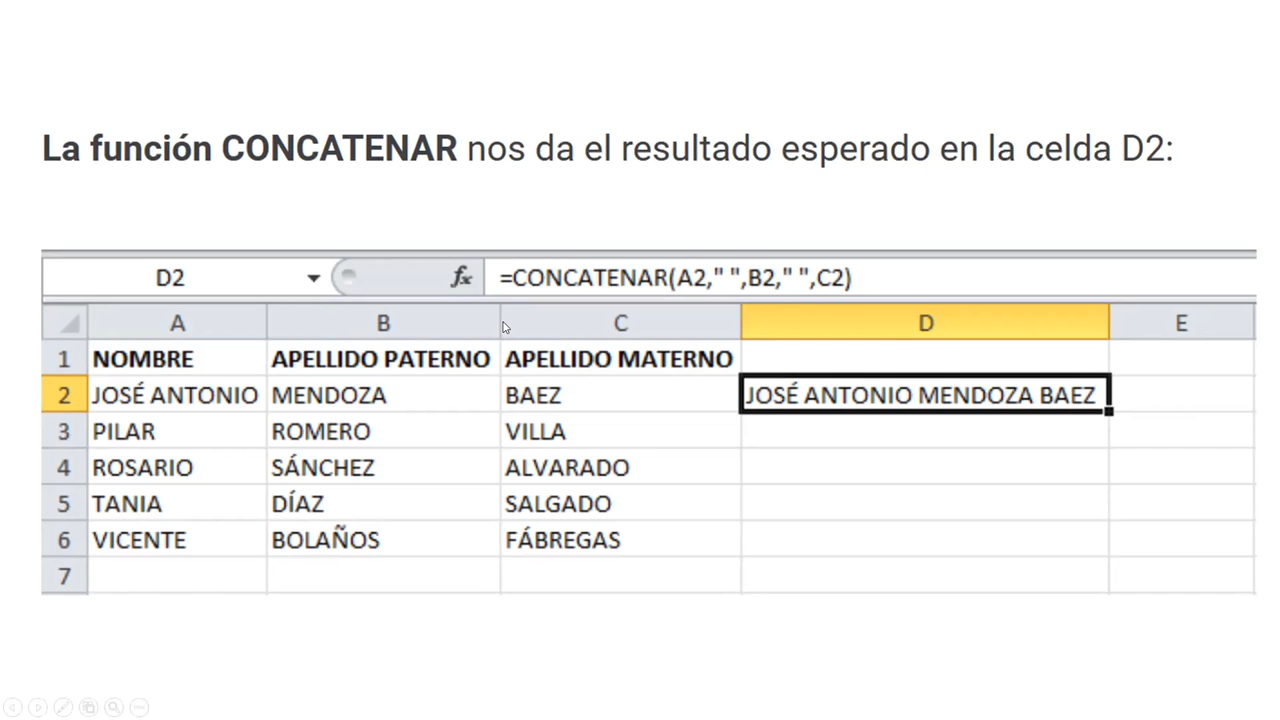 La función CONCATENAR nos da el resultado esperado en la celda D2:
D2 fx =CONCATENAR(A2," ",B2," ",C2)
A B C D E
1 NOMBRE APELLIDO PATERNO APELLIDO MATERNO
2 JOSÉ ANTONIO MENDOZA BAEZ JOSÉ ANTONIO MENDOZA BAEZ
3 PILAR ROMERO VILLA
4 ROSARIO SÁNCHEZ ALVARADO
5 TANIA DÍAZ SALGADO
6 VICENTE BOLAÑOS FÁBREGAS
7